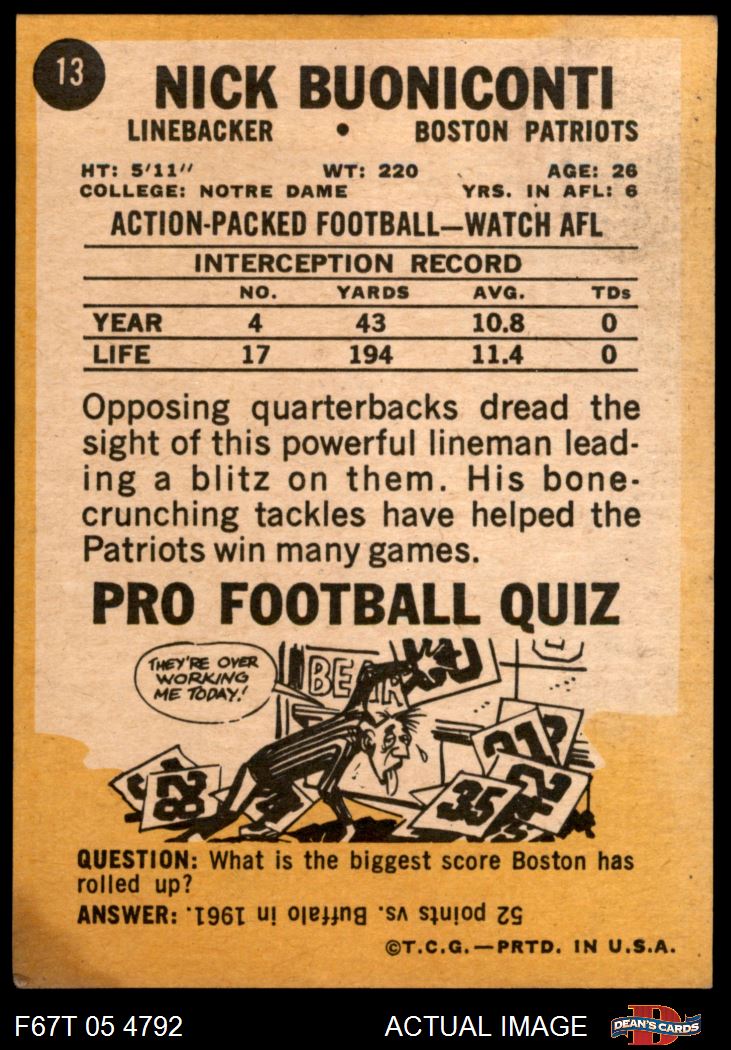 13
NICK BUONICONTI
LINEBACKER • BOSTON PATRIOTS
HT: 5'11" WT: 220 AGE: 26
COLLEGE: NOTRE DAME YRS. IN AFL: 6
ACTION-PACKED FOOTBALL—WATCH AFL
INTERCEPTION RECORD
NO. YARDS AVG. TDs
YEAR 4 43 10.8 0
LIFE 17 194 11.4 0
Opposing quarterbacks dread the
sight of this powerful lineman lead-
ing a blitz on them. His bone-
crunching tackles have helped the
Patriots win many games.
PRO FOOTBALL QUIZ
THEY'RE OVER
WORKING
ME TODAY!
BEAR
28
35
2
QUESTION: What is the biggest score Boston has
rolled up?
ANSWER: 52 points vs. Buffalo in 1961.
©T.C.G.—PRTD. IN U.S.A.
F67T 05 4792 ACTUAL IMAGE
DEAN'S CARDS